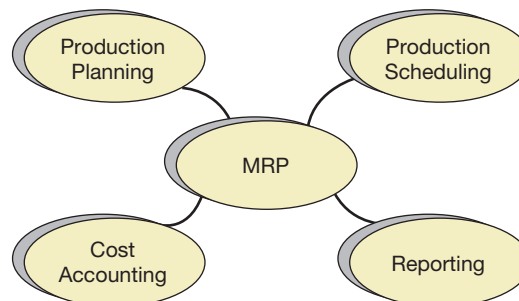 Production
Planning
Production
Scheduling
MRP
Cost
Accounting
Reporting